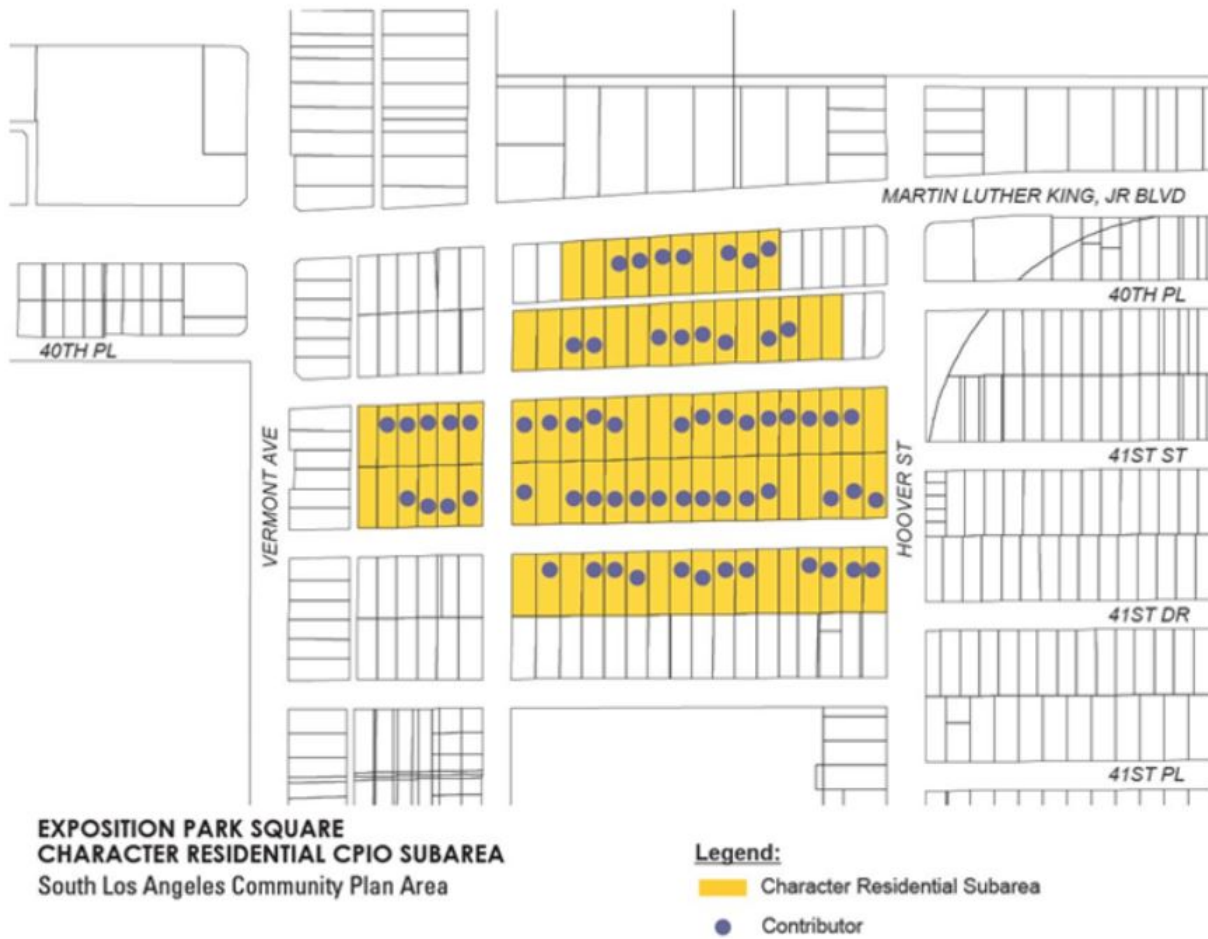 MARTIN LUTHER KING, JR BLVD
40TH PL
40TH PL
VERMONT AVE
HOOVER ST
41ST ST
41ST DR
41ST PL
EXPOSITION PARK SQUARE
CHARACTER RESIDENTIAL CPIO SUBAREA
South Los Angeles Community Plan Area
Legend:
Character Residential Subarea
Contributor